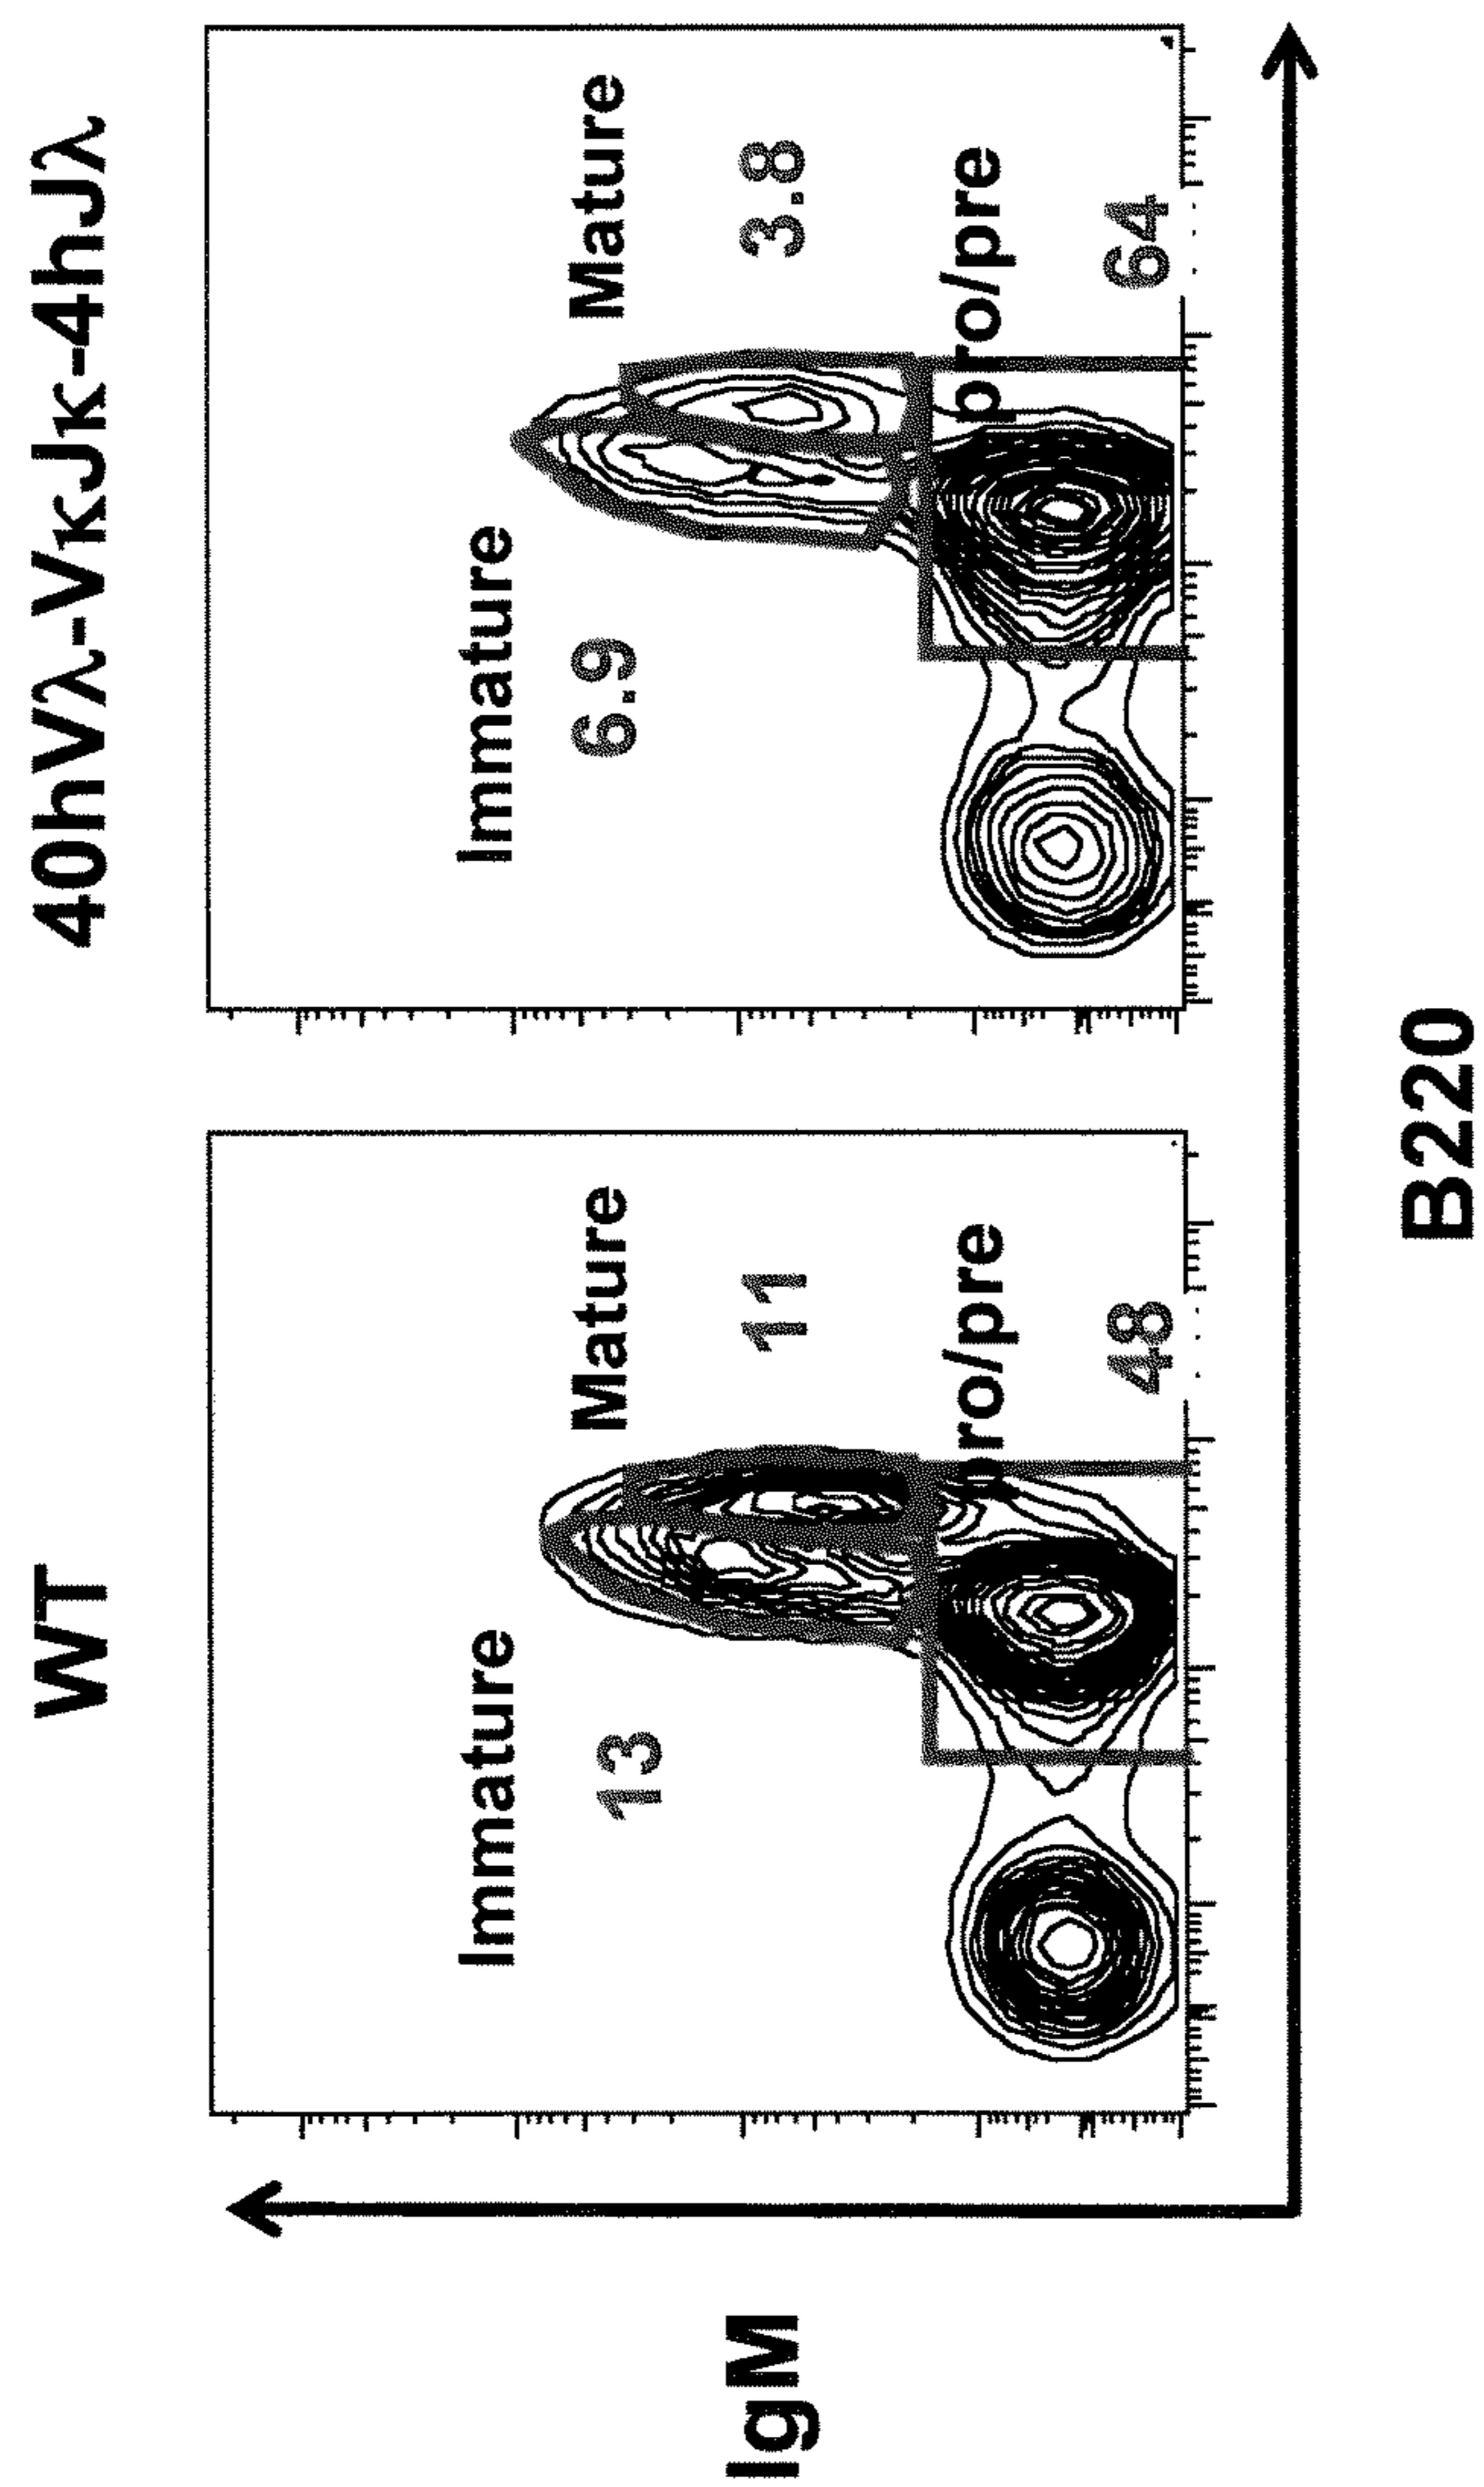 WT
40hVλ-VκJκ-4hJλ
Immature
13
Mature
11
pro/pre
48
Immature
6.9
Mature
3.8
pro/pre
64
IgM
B220